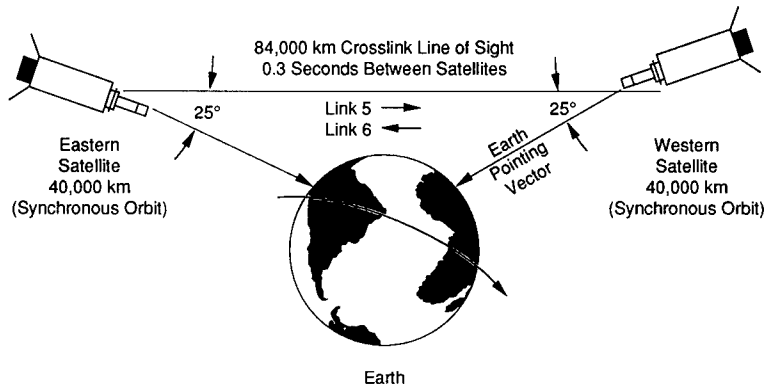 84,000 km Crosslink Line of Sight
0.3 Seconds Between Satellites
25°
Link 5
Link 6
25°
Earth
Pointing
Vector
Eastern
Satellite
40,000 km
(Synchronous Orbit)
Western
Satellite
40,000 km
(Synchronous Orbit)
Earth